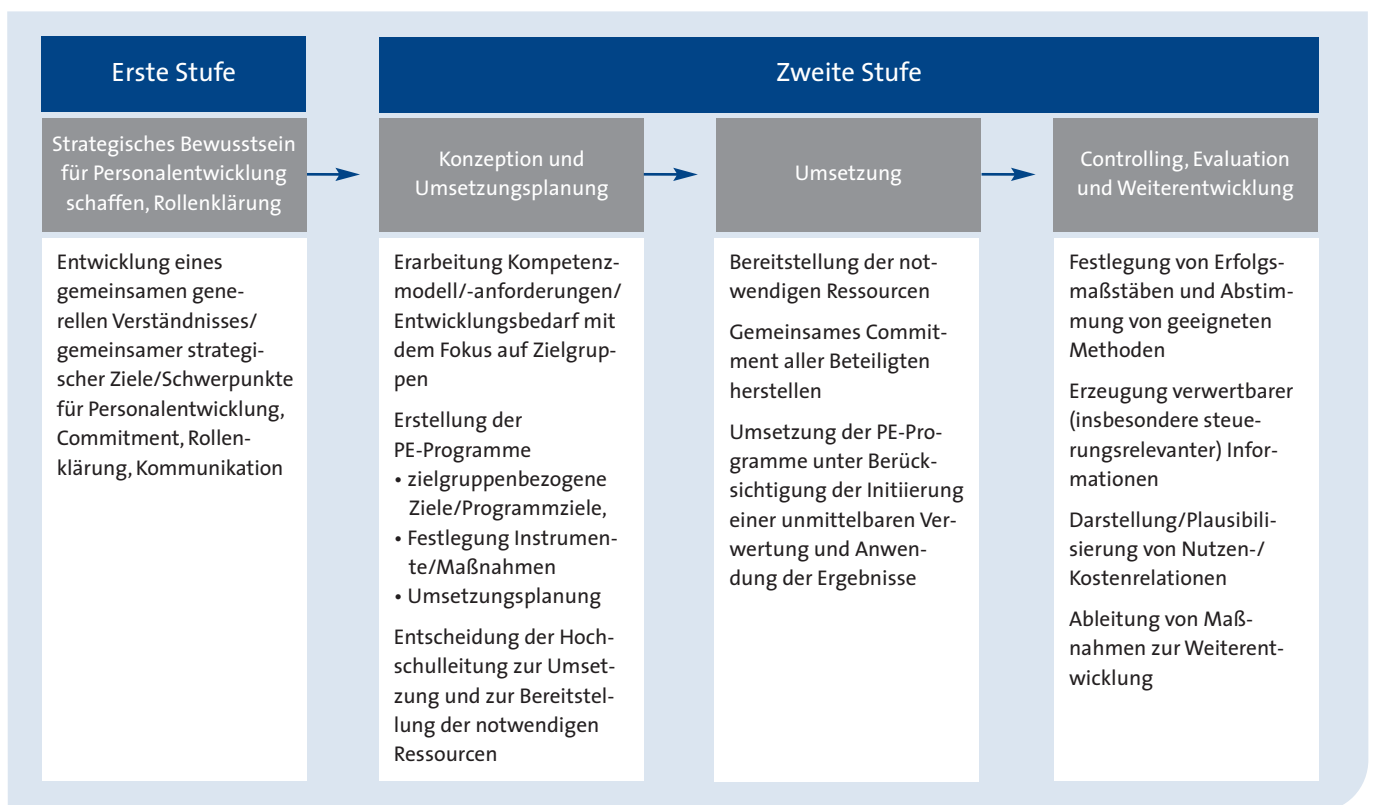 Erste Stufe
Zweite Stufe
Strategisches Bewusstsein
für Personalentwicklung
schaffen, Rollenklärung
Konzeption und
Umsetzungsplanung
Umsetzung
Controlling, Evaluation
und Weiterentwicklung
Entwicklung eines
gemeinsamen gene-
rellen Verständnisses/
gemeinsamer strategi-
scher Ziele/Schwerpunkte
für Personalentwicklung,
Commitment, Rollen-
klärung, Kommunikation
Erarbeitung Kompetenz-
modell/-anforderungen/
Entwicklungsbedarf mit
dem Fokus auf Zielgrup-
pen
Erstellung der
PE-Programme
• zielgruppenbezogene
Ziele/Programmziele,
• Festlegung Instrumen-
te/Maßnahmen
• Umsetzungsplanung
Entscheidung der Hoch-
schulleitung zur Umset-
zung und zur Bereitstel-
lung der notwendigen
Ressourcen
Bereitstellung der not-
wendigen Ressourcen
Gemeinsames Commit-
ment aller Beteiligten
herstellen
Umsetzung der PE-Pro-
gramme unter Berück-
sichtigung der Initiierung
einer unmittelbaren Ver-
wertung und Anwen-
dung der Ergebnisse
Festlegung von Erfolgs-
maßstäben und Abstim-
mung von geeigneten
Methoden
Erzeugung verwertbarer
(insbesondere steue-
rungsrelevanter) Infor-
mationen
Darstellung/Plausibili-
sierung von Nutzen-/
Kostenrelationen
Ableitung von Maß-
nahmen zur Weiterent-
wicklung